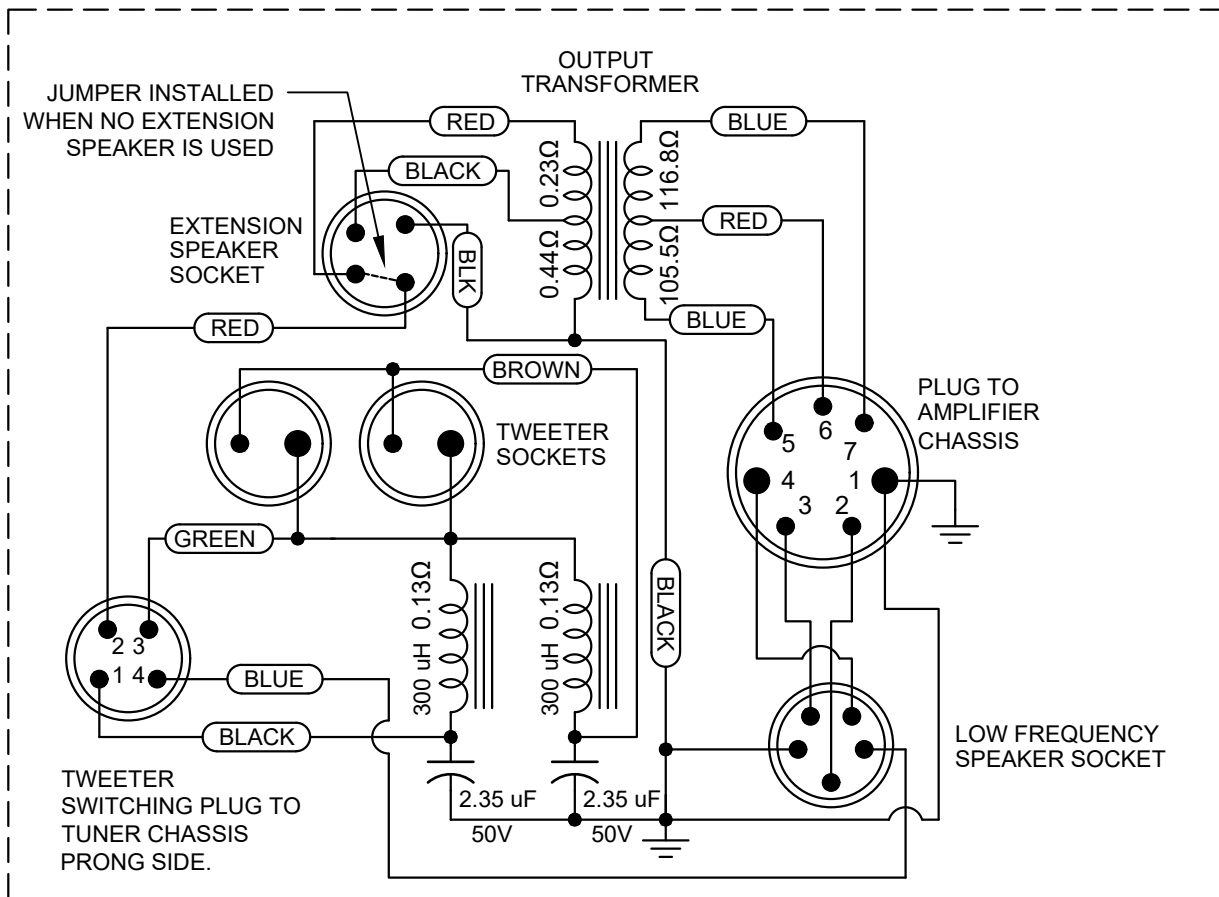 OUTPUT
TRANSFORMER
JUMPER INSTALLED
WHEN NO EXTENSION
SPEAKER IS USED
RED
BLUE
0.23Ω
116.8Ω
BLACK
RED
EXTENSION
SPEAKER
SOCKET
BLK
0.44Ω
105.5Ω
RED
BLUE
BROWN
PLUG TO
AMPLIFIER
CHASSIS
TWEETER
SOCKETS
5
6
7
4
1
3
2
GREEN
300 uH 0.13Ω
300 uH 0.13Ω
BLACK
2 3
1 4
BLUE
BLACK
LOW FREQUENCY
SPEAKER SOCKET
TWEETER
SWITCHING PLUG TO
TUNER CHASSIS
PRONG SIDE.
2.35 uF
50V
2.35 uF
50V